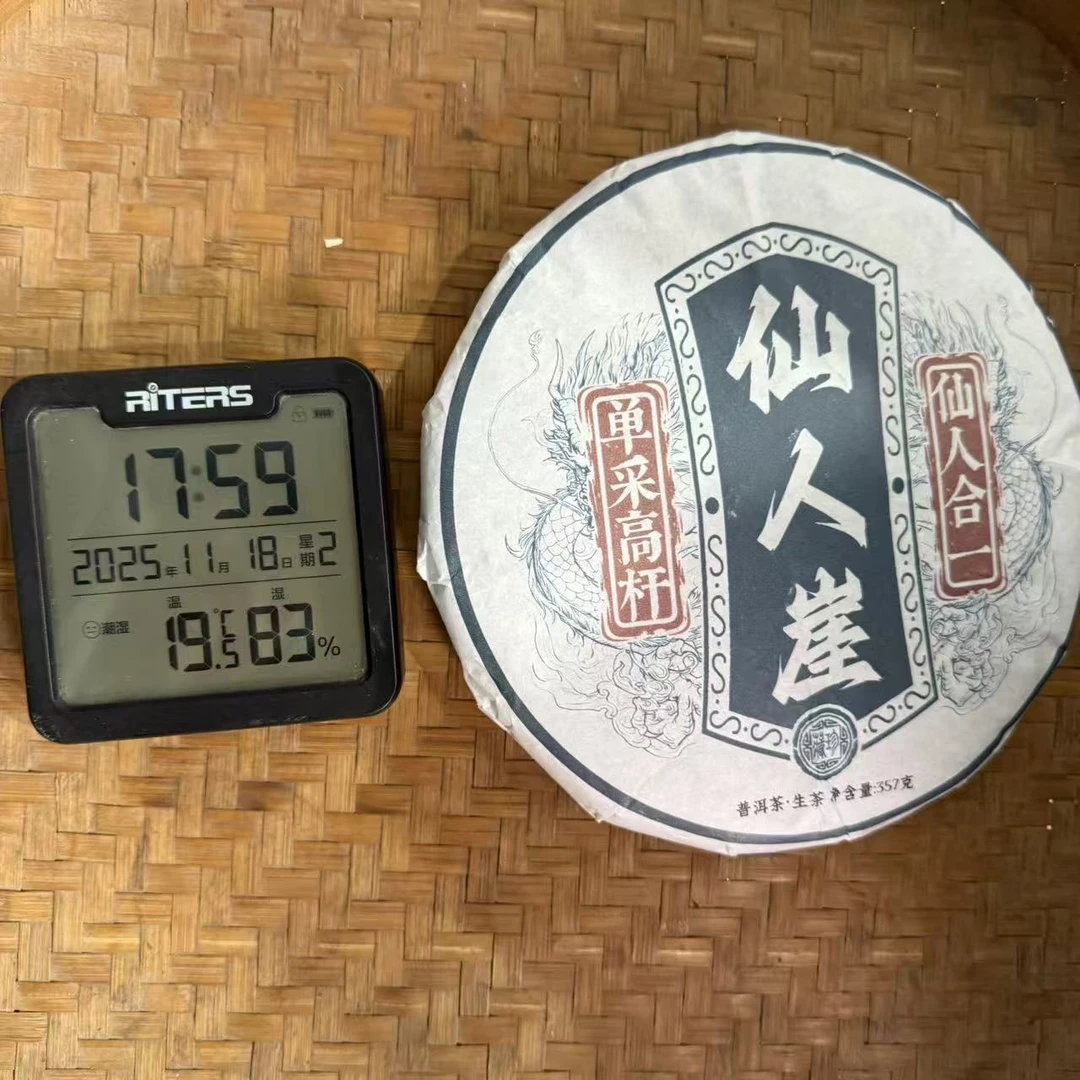 RITERS
17:59
2025年11月18日 星期2
温 湿
潮湿 19.5℃ 83%
仙人崖
单采高杆
仙人合一
珍藏
普洱茶·生茶 净含量:357克